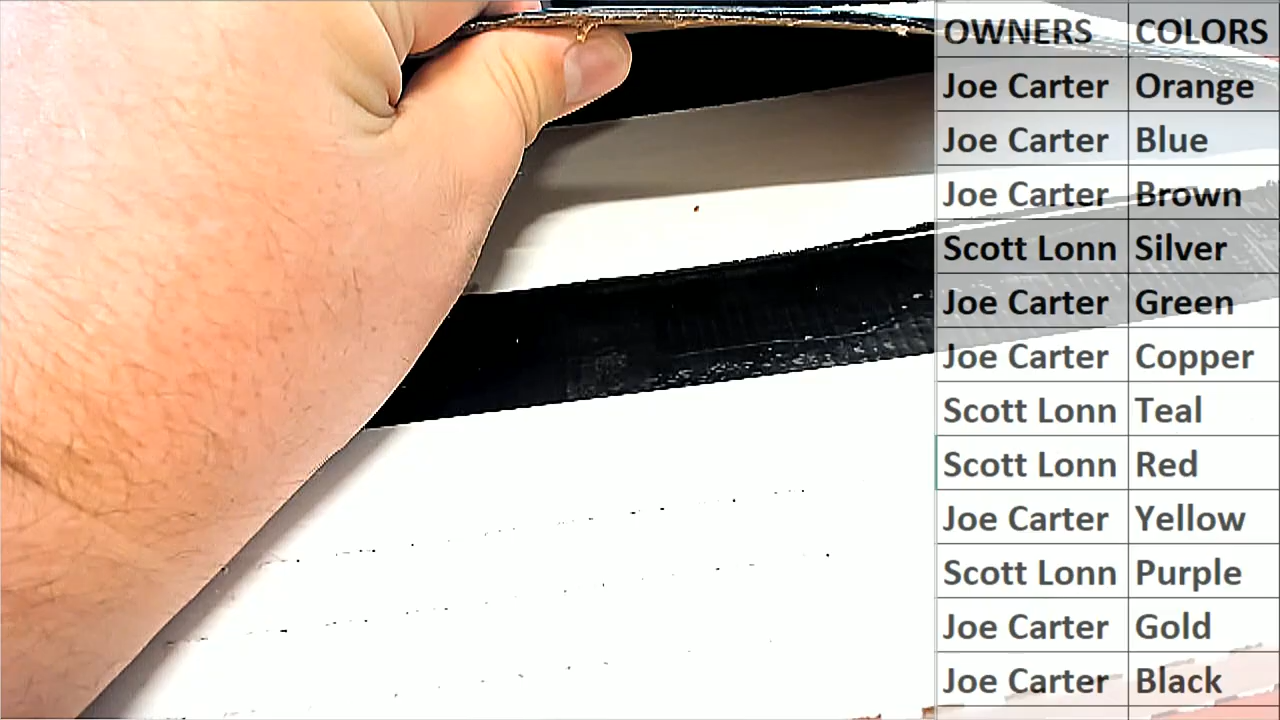 OWNERS COLORS
Joe Carter Orange
Joe Carter Blue
Joe Carter Brown
Scott Lonn Silver
Joe Carter Green
Joe Carter Copper
Scott Lonn Teal
Scott Lonn Red
Joe Carter Yellow
Scott Lonn Purple
Joe Carter Gold
Joe Carter Black